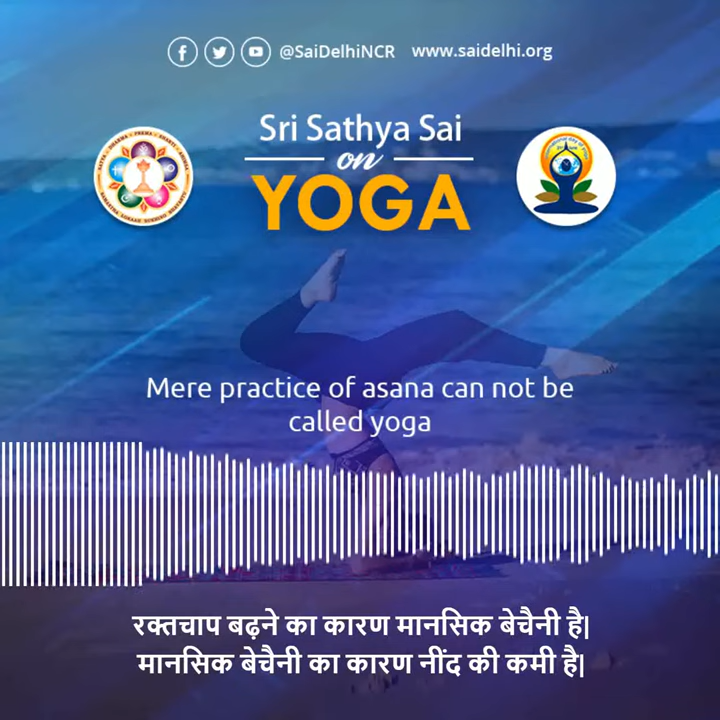 @SaiDelhiNCR www.saidelhi.org
Sri Sathya Sai
on
YOGA
Mere practice of asana can not be
called yoga
रक्तचाप बढ़ने का कारण मानसिक बेचैनी है|
मानसिक बेचैनी का कारण नींद की कमी है|